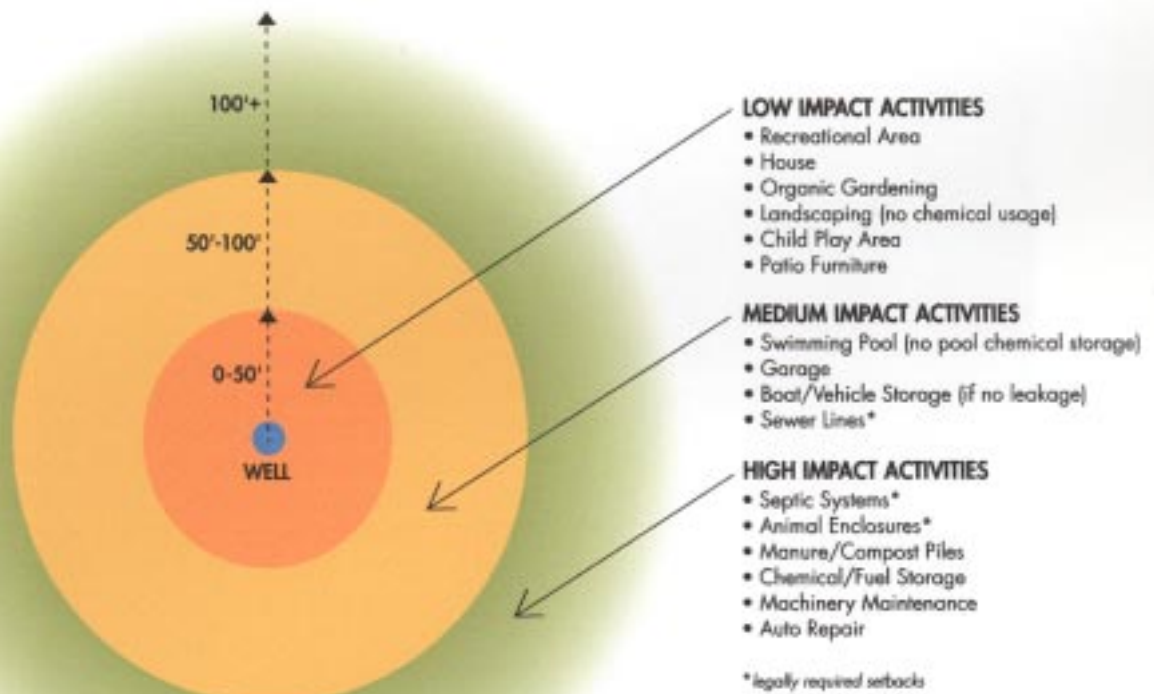 100'+
50'-100'
0-50'
WELL
LOW IMPACT ACTIVITIES
• Recreational Area
• House
• Organic Gardening
• Landscaping (no chemical usage)
• Child Play Area
• Patio Furniture
MEDIUM IMPACT ACTIVITIES
• Swimming Pool (no pool chemical storage)
• Garage
• Boat/Vehicle Storage (if no leakage)
• Sewer Lines*
HIGH IMPACT ACTIVITIES
• Septic Systems*
• Animal Enclosures*
• Manure/Compost Piles
• Chemical/Fuel Storage
• Machinery Maintenance
• Auto Repair
*legally required setbacks